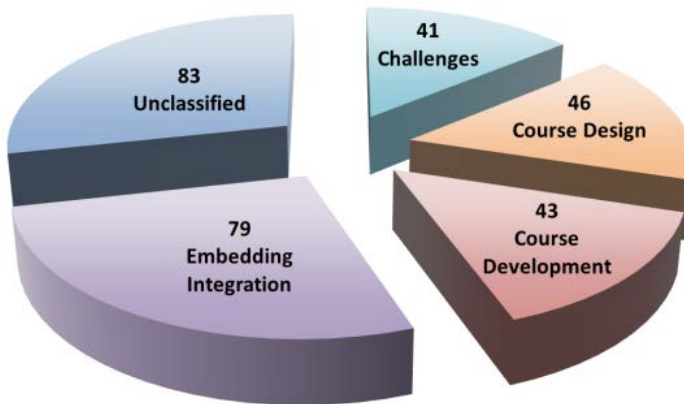 41
Challenges
83
Unclassified
46
Course Design
43
Course
Development
79
Embedding
Integration